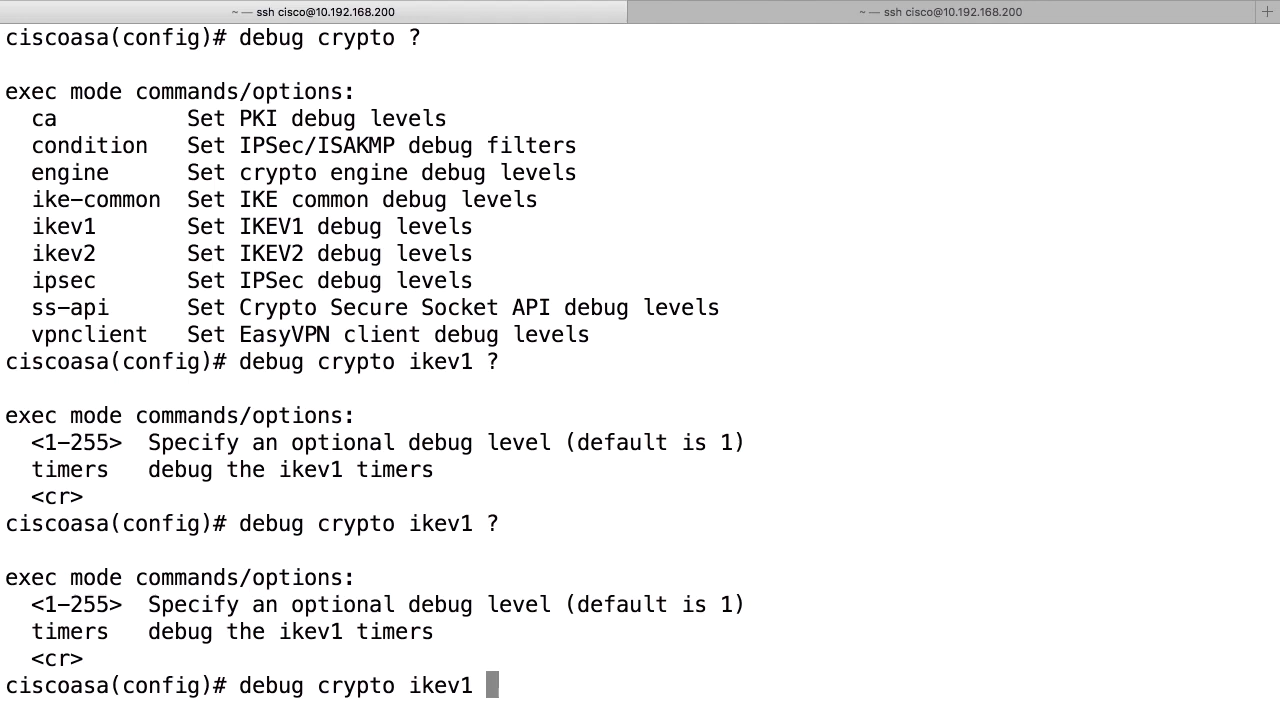 ~ — ssh cisco@10.192.168.200
~ — ssh cisco@10.192.168.200
+
ciscoasa(config)# debug crypto ?
exec mode commands/options:
  ca          Set PKI debug levels
  condition   Set IPSec/ISAKMP debug filters
  engine      Set crypto engine debug levels
  ike-common  Set IKE common debug levels
  ikev1       Set IKEV1 debug levels
  ikev2       Set IKEV2 debug levels
  ipsec       Set IPSec debug levels
  ss-api      Set Crypto Secure Socket API debug levels
  vpnclient   Set EasyVPN client debug levels
ciscoasa(config)# debug crypto ikev1 ?
exec mode commands/options:
  <1-255>  Specify an optional debug level (default is 1)
  timers   debug the ikev1 timers
  <cr>
ciscoasa(config)# debug crypto ikev1 ?
exec mode commands/options:
  <1-255>  Specify an optional debug level (default is 1)
  timers   debug the ikev1 timers
  <cr>
ciscoasa(config)# debug crypto ikev1